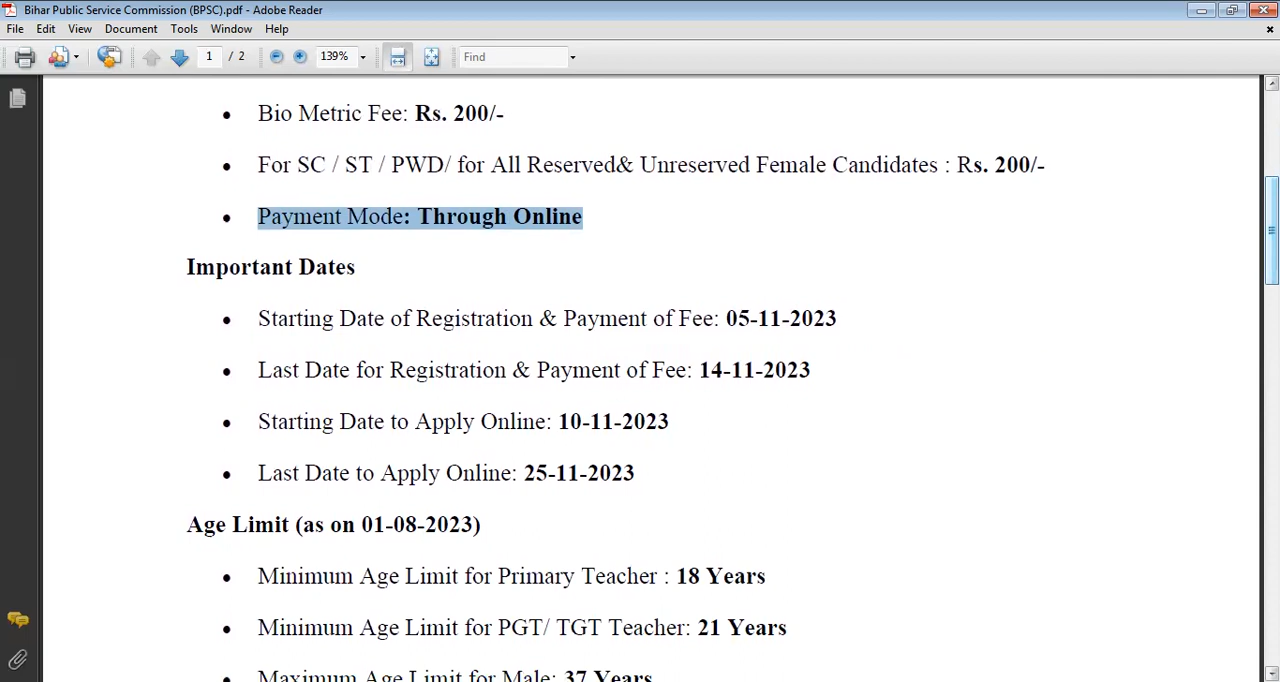 Bihar Public Service Commission (BPSC).pdf - Adobe Reader
File Edit View Document Tools Window Help
1 / 2 139% Find
• Bio Metric Fee: Rs. 200/-
• For SC / ST / PWD/ for All Reserved& Unreserved Female Candidates : Rs. 200/-
• Payment Mode: Through Online
Important Dates
• Starting Date of Registration & Payment of Fee: 05-11-2023
• Last Date for Registration & Payment of Fee: 14-11-2023
• Starting Date to Apply Online: 10-11-2023
• Last Date to Apply Online: 25-11-2023
Age Limit (as on 01-08-2023)
• Minimum Age Limit for Primary Teacher : 18 Years
• Minimum Age Limit for PGT/ TGT Teacher: 21 Years
• Maximum Age Limit for Male: 37 Years